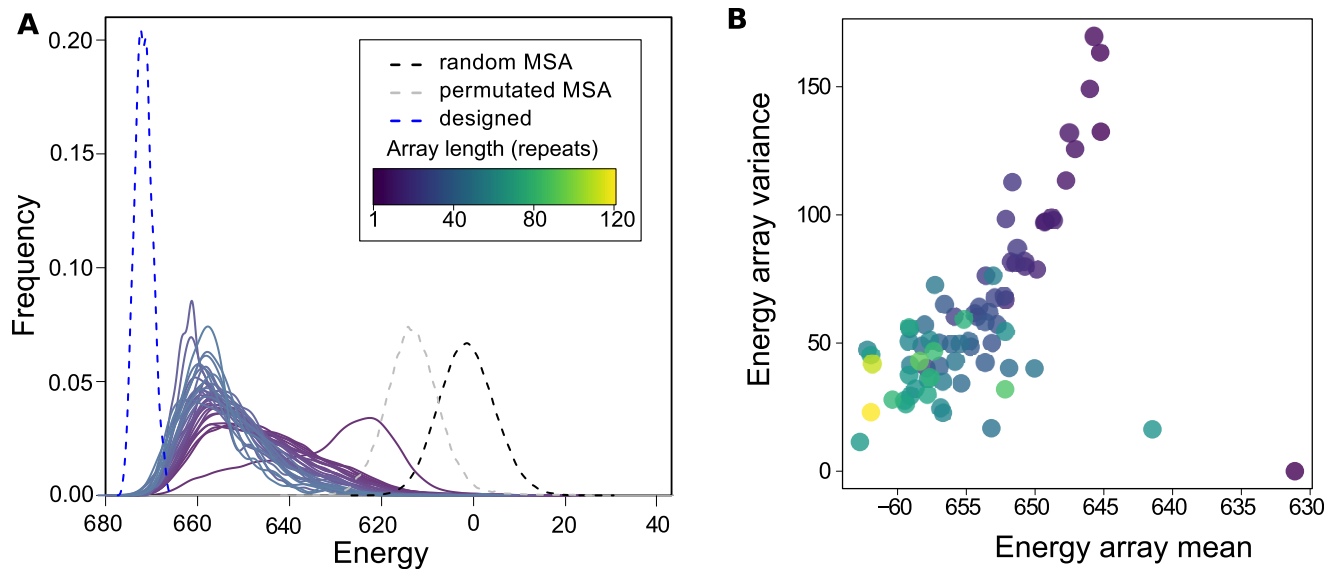 A
0.20
0.15
0.10
0.05
0.00
Frequency
random MSA
permutated MSA
designed
Array length (repeats)
1 40 80 120
680 660 640 620 0 20 40
Energy
B
150
100
50
0
Energy array variance
−60 655 650 645 640 635 630
Energy array mean